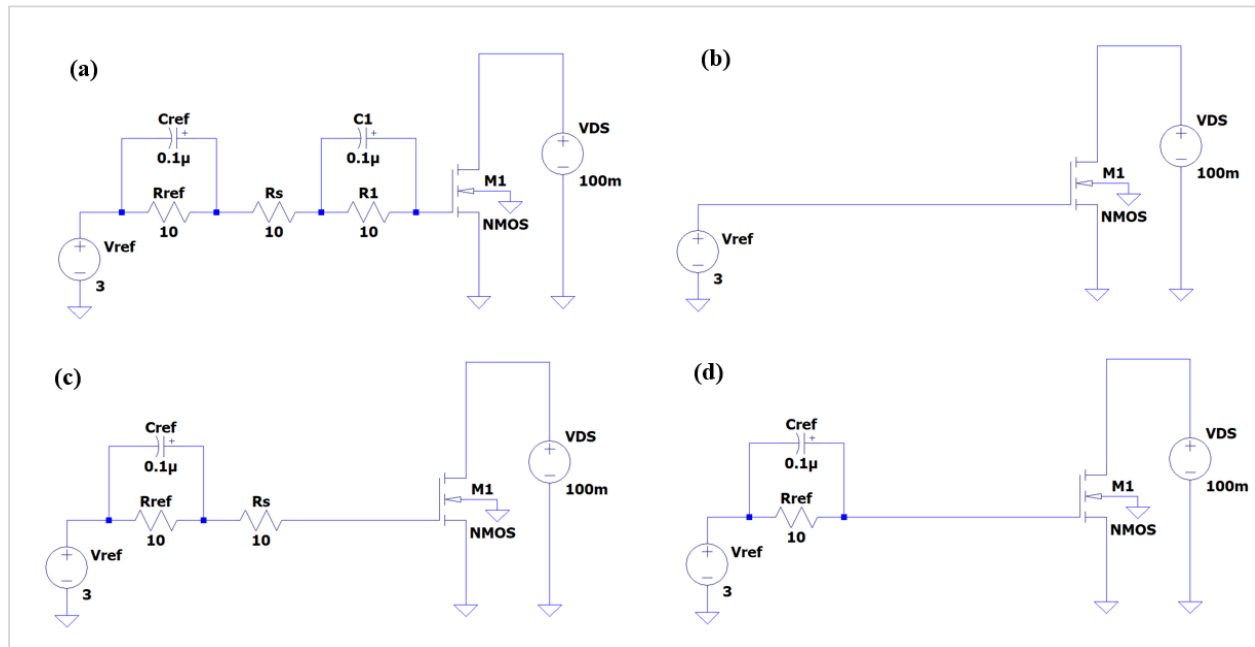 (a)
Cref
+
0.1µ
Rref
10
Rs
10
C1
+
0.1µ
R1
10
Vref
+
−
3
M1
NMOS
VDS
+
−
100m
(b)
Vref
+
−
3
M1
NMOS
VDS
+
−
100m
(c)
Cref
+
0.1µ
Rref
10
Rs
10
Vref
+
−
3
M1
NMOS
VDS
+
−
100m
(d)
Cref
+
0.1µ
Rref
10
Vref
+
−
3
M1
NMOS
VDS
+
−
100m